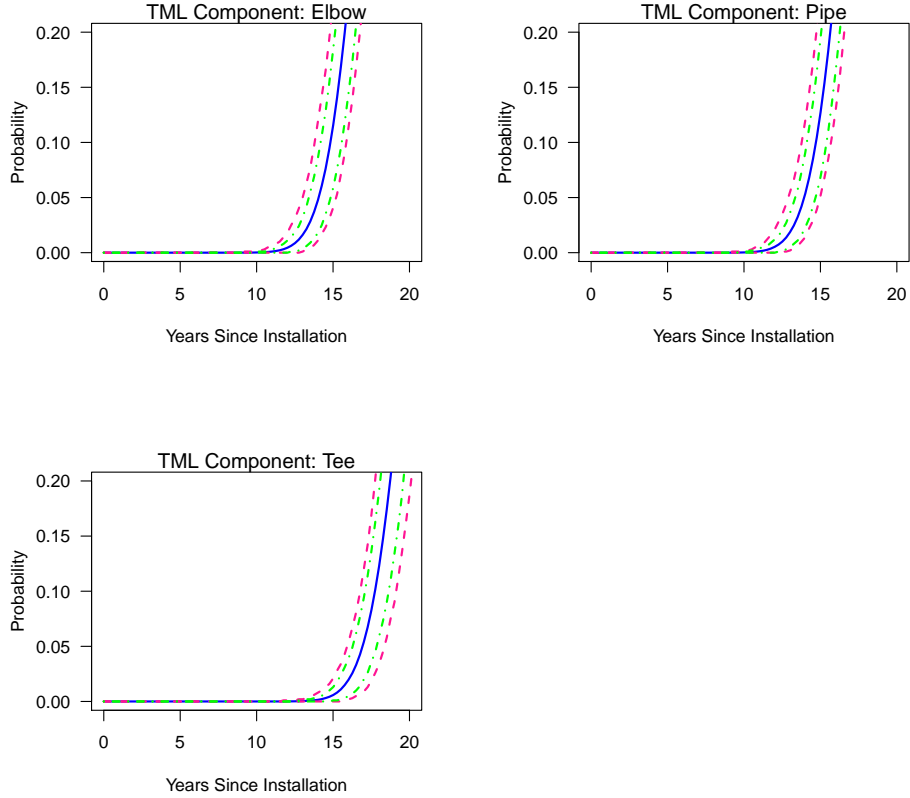 TML Component: Elbow
0.20
0.15
0.10
0.05
0.00
Probability
0 5 10 15 20
Years Since Installation
TML Component: Pipe
0.20
0.15
0.10
0.05
0.00
Probability
0 5 10 15 20
Years Since Installation
TML Component: Tee
0.20
0.15
0.10
0.05
0.00
Probability
0 5 10 15 20
Years Since Installation